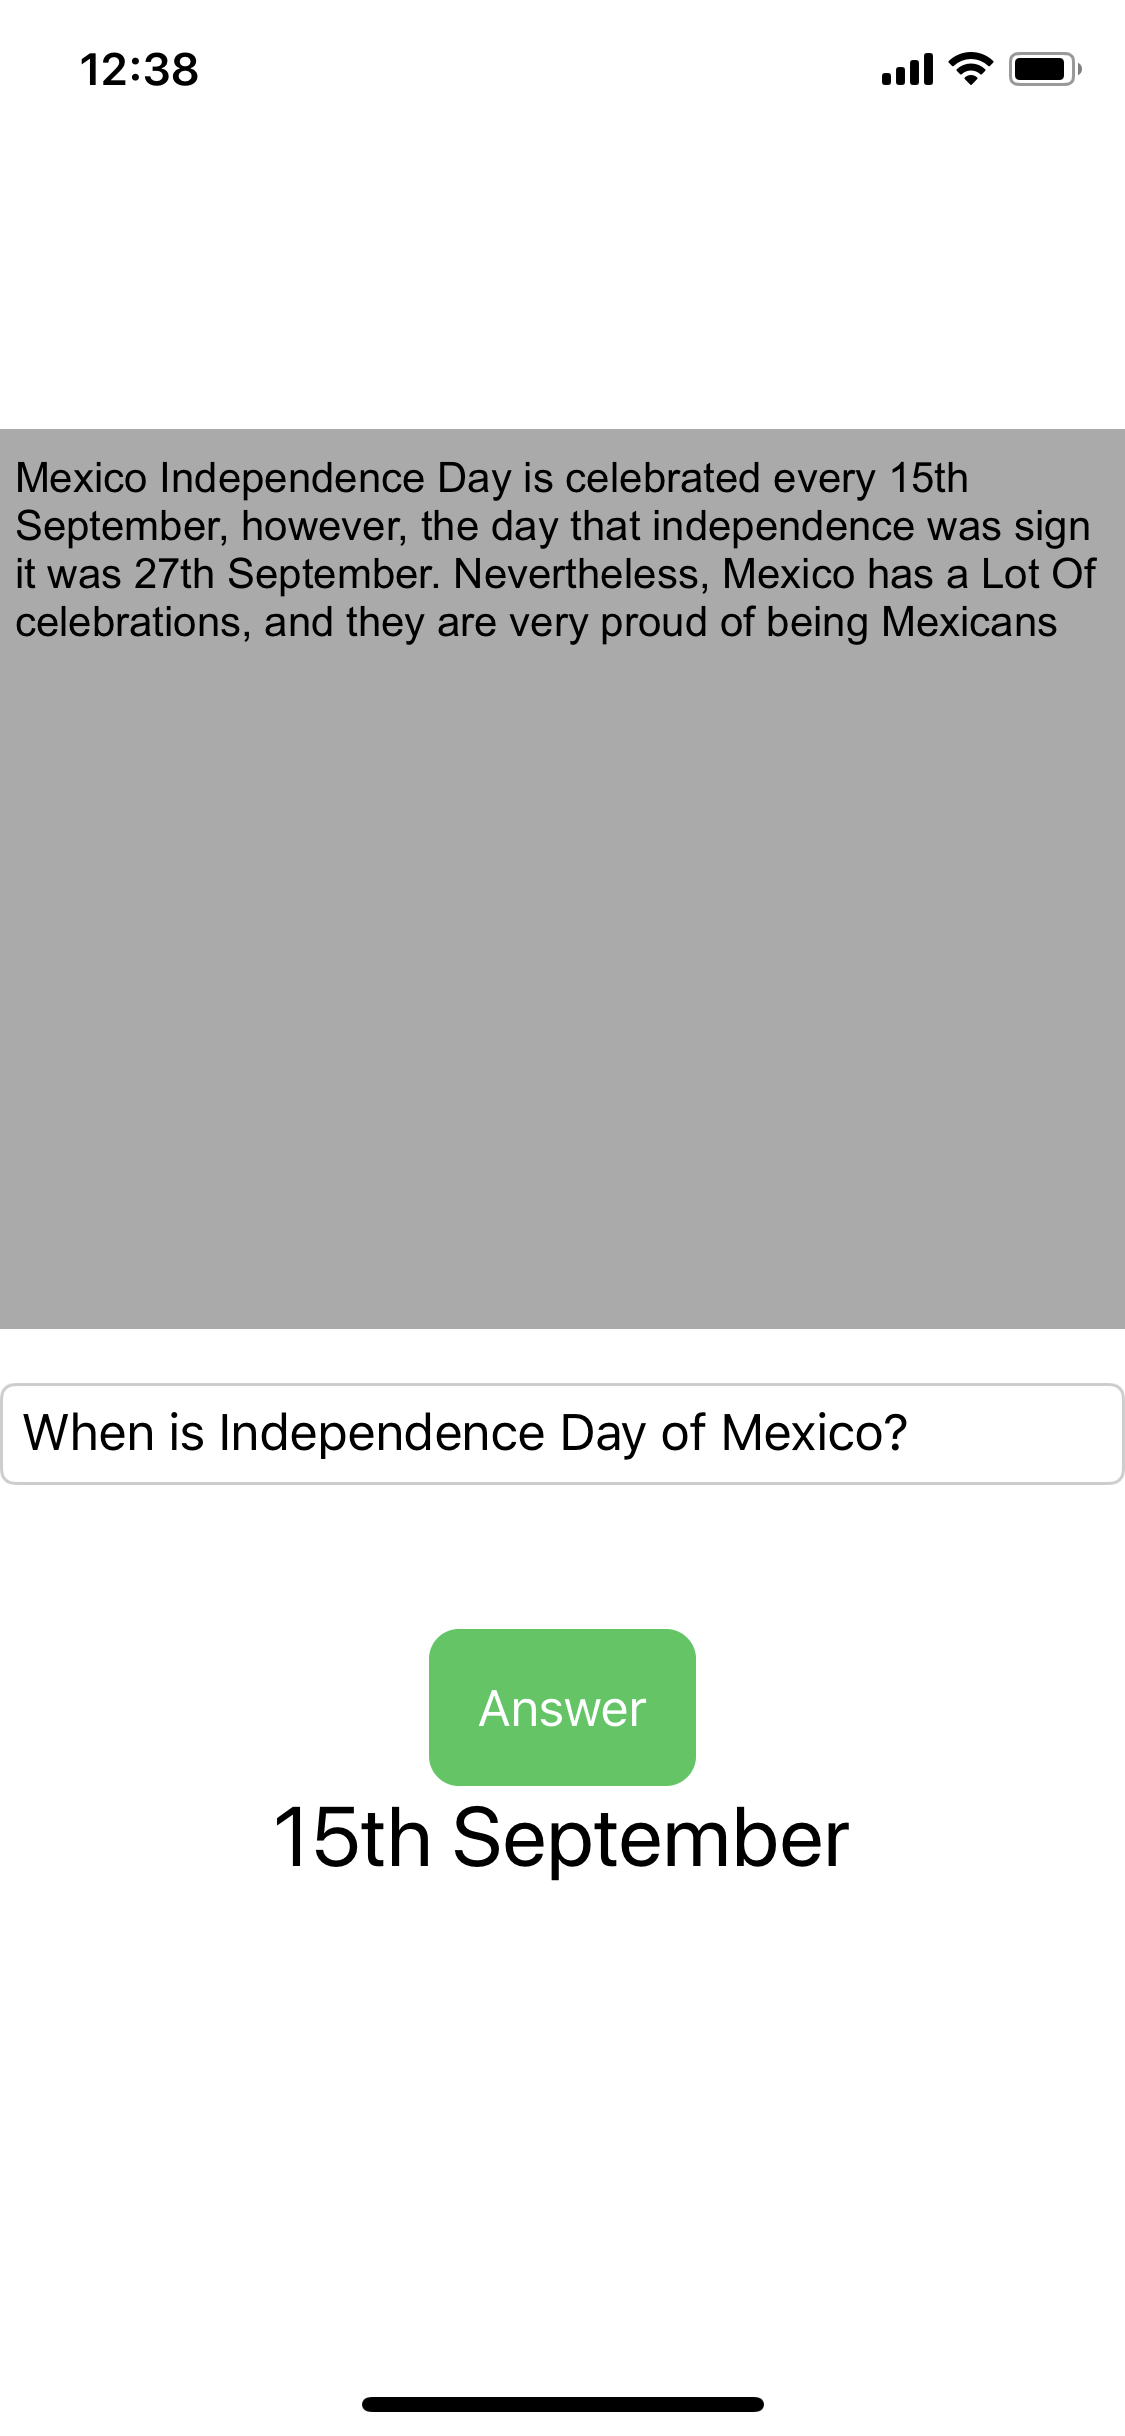 12:38
Mexico Independence Day is celebrated every 15th
September, however, the day that independence was sign
it was 27th September. Nevertheless, Mexico has a Lot Of
celebrations, and they are very proud of being Mexicans
When is Independence Day of Mexico?
Answer
15th September